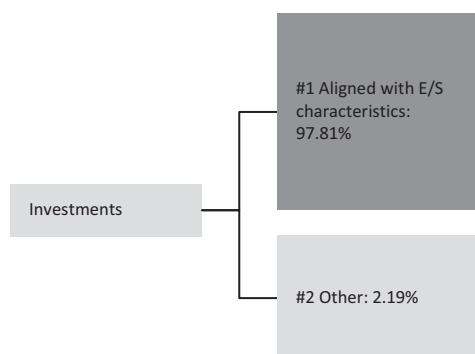 #1 Aligned with E/S
characteristics:
97.81%
Investments
#2 Other: 2.19%